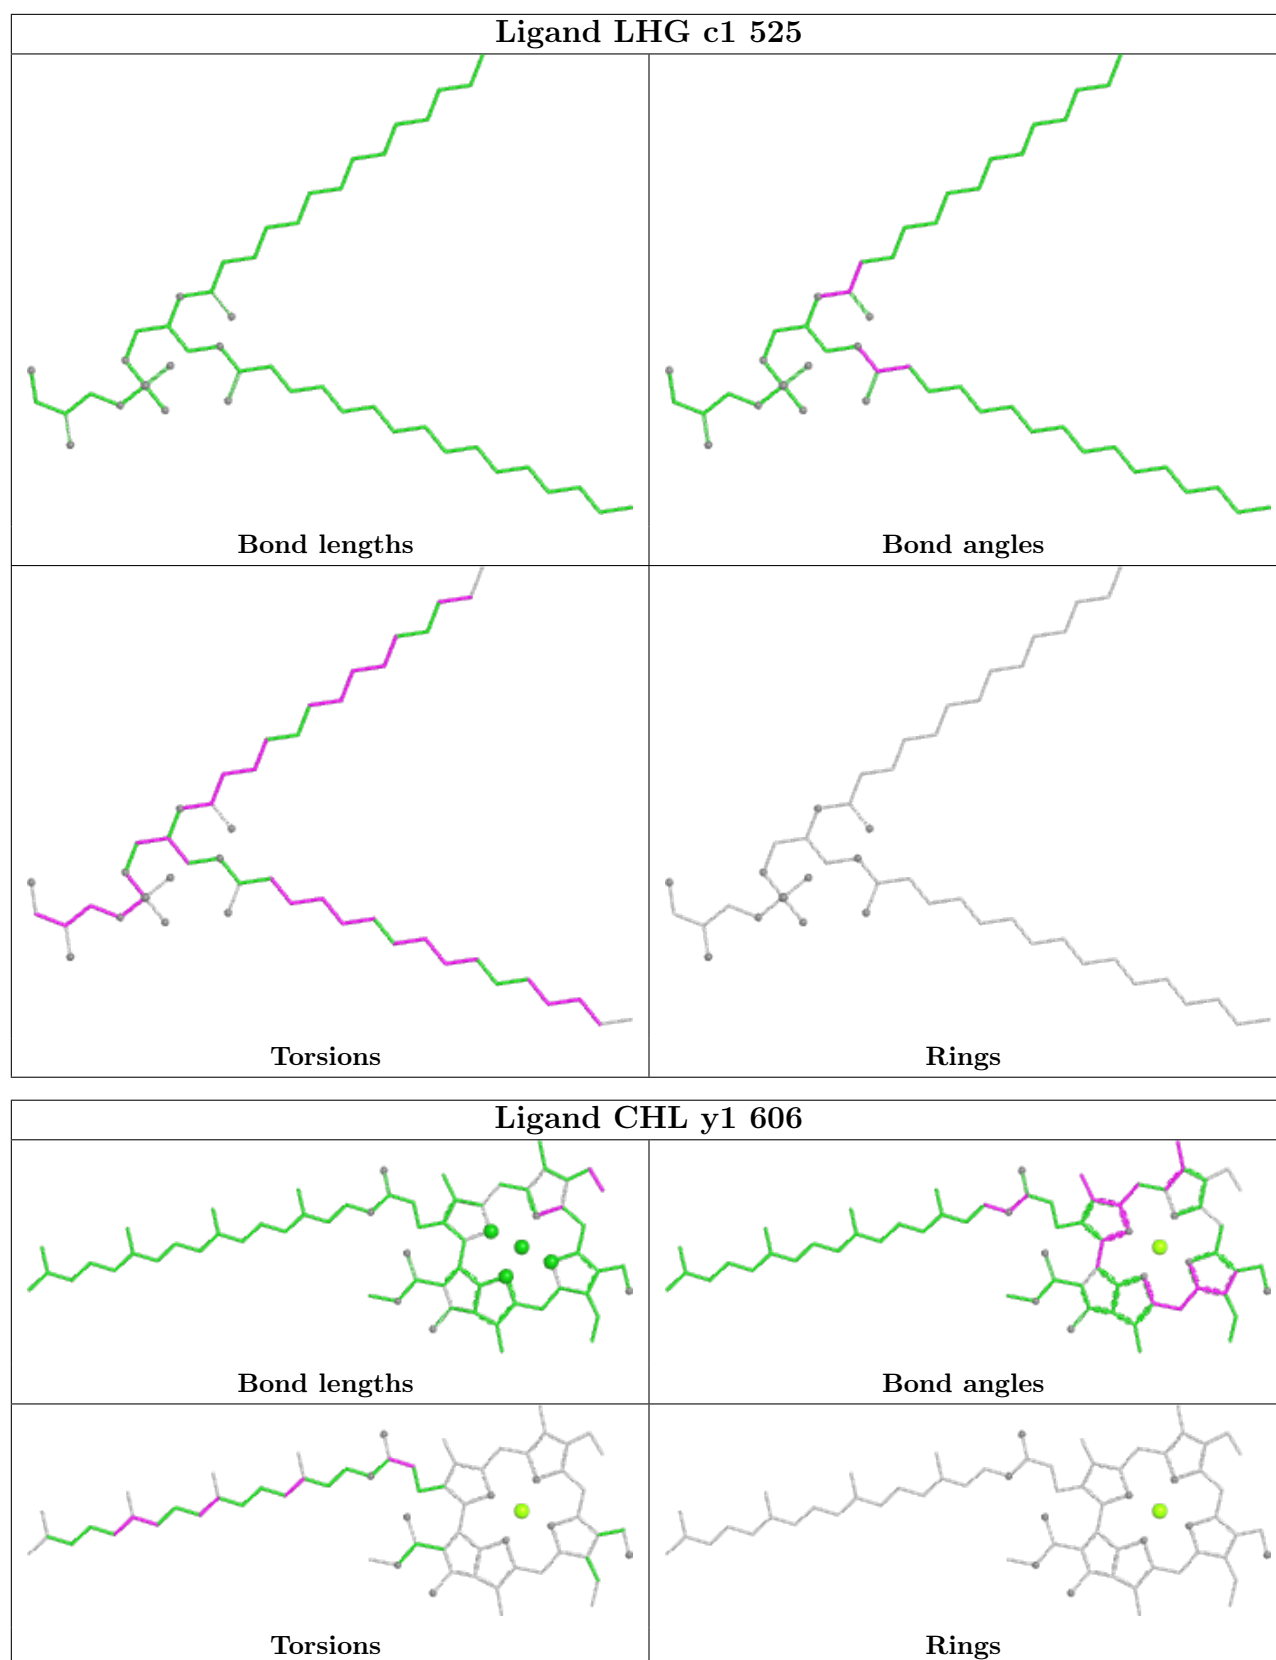 Ligand LHG c1 525
Bond lengths
Bond angles
Torsions
Rings
Ligand CHL y1 606
Bond lengths
Bond angles
Torsions
Rings